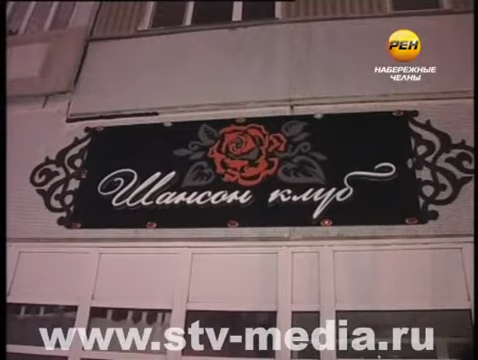 РЕН
НАБЕРЕЖНЫЕ
ЧЕЛНЫ
Шансон клуб
www.stv-media.ru